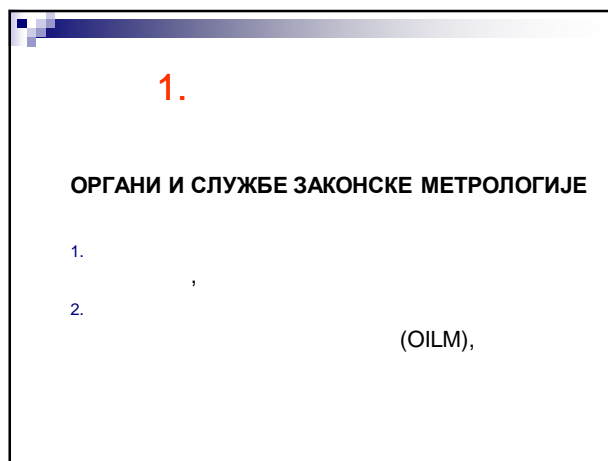 1.
ОРГАНИ И СЛУЖБЕ ЗАКОНСКЕ МЕТРОЛОГИЈЕ
1.
,
2.
(OILM),